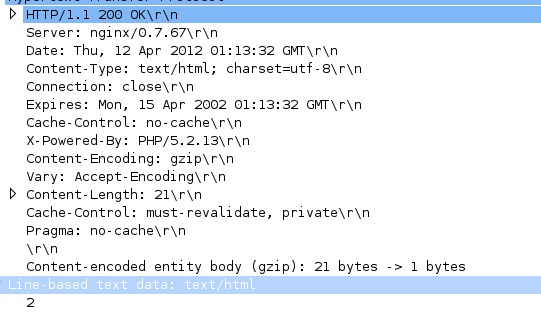 Hypertext Transfer Protocol
HTTP/1.1 200 OK\r\n
Server: nginx/0.7.67\r\n
Date: Thu, 12 Apr 2012 01:13:32 GMT\r\n
Content-Type: text/html; charset=utf-8\r\n
Connection: close\r\n
Expires: Mon, 15 Apr 2002 01:13:32 GMT\r\n
Cache-Control: no-cache\r\n
X-Powered-By: PHP/5.2.13\r\n
Content-Encoding: gzip\r\n
Vary: Accept-Encoding\r\n
Content-Length: 21\r\n
Cache-Control: must-revalidate, private\r\n
Pragma: no-cache\r\n
\r\n
Content-encoded entity body (gzip): 21 bytes -> 1 bytes
Line-based text data: text/html
2